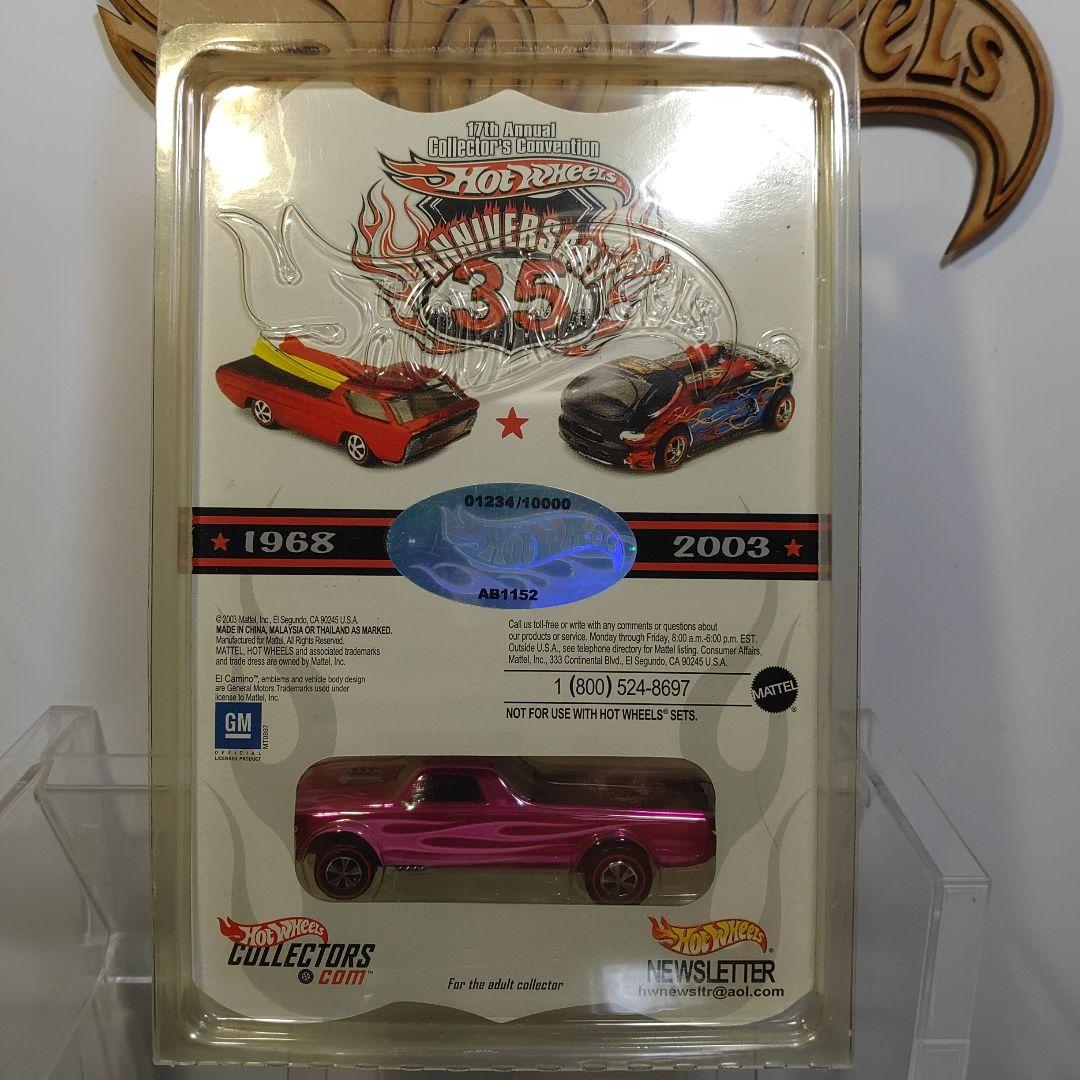 Hot Wheels
17th Annual
Collector's Convention
Hot Wheels
ANNIVERSARY
35
01234/10000
HOT WHEELS
AB1152
1968
2003
© 2003 Mattel, Inc., El Segundo, CA 90245 U.S.A.
MADE IN CHINA, MALAYSIA OR THAILAND AS MARKED.
Manufactured for Mattel. All Rights Reserved.
MATTEL, HOT WHEELS and associated trademarks
and trade dress are owned by Mattel, Inc.
El Camino™, emblems and vehicle body design
are General Motors Trademarks used under
license to Mattel, Inc.
GM
OFFICIAL
LICENSED PRODUCT
Call us toll-free or write with any comments or questions about
our products or service. Monday through Friday, 8:00 a.m.-6:00 p.m. EST.
Outside U.S.A., see telephone directory for Mattel listing. Consumer Affairs,
Mattel, Inc., 333 Continental Blvd., El Segundo, CA 90245 U.S.A.
1 (800) 524-8697
NOT FOR USE WITH HOT WHEELS® SETS.
MATTEL®
Hot Wheels
COLLECTORS
.COM™
For the adult collector
Hot Wheels®
NEWSLETTER
hwnewsltr@aol.com